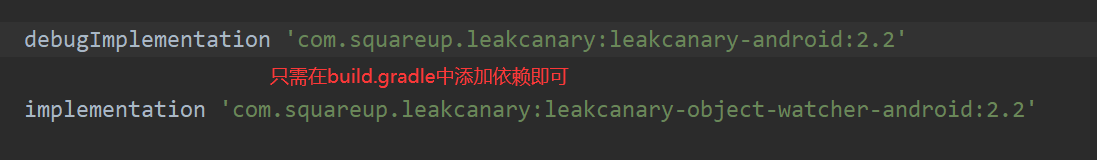 debugImplementation 'com.squareup.leakcanary:leakcanary-android:2.2'
只需在build.gradle中添加依赖即可
implementation 'com.squareup.leakcanary:leakcanary-object-watcher-android:2.2'